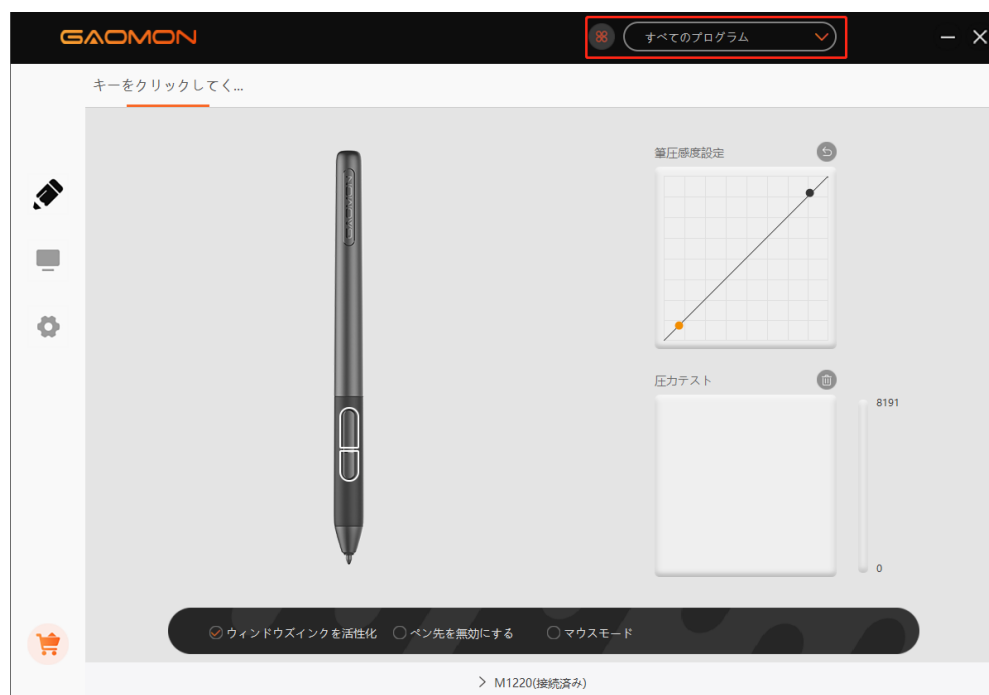 GAOMON
すべてのプログラム
キーをクリックしてく...
GAOMON
筆圧感度設定
圧力テスト
8191
0
ウィンドウズインクを活性化
ペン先を無効にする
マウスモード
M1220(接続済み)